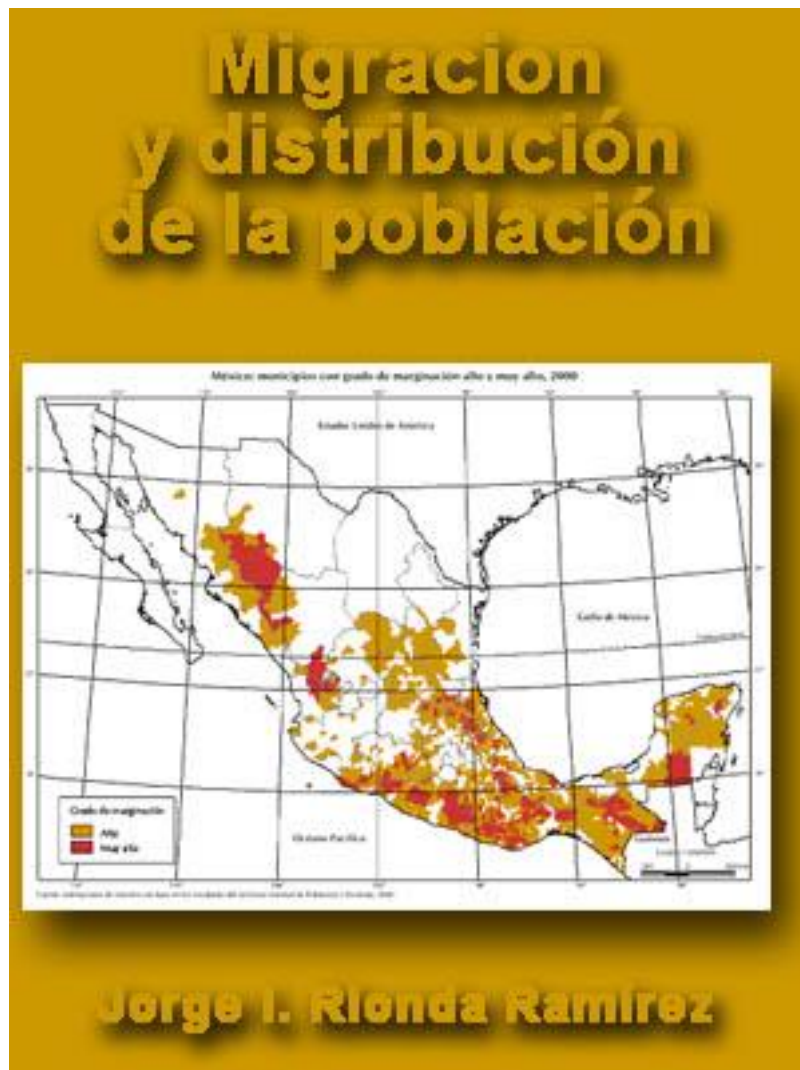 Migracion
y distribución
de la población
México: municipios con grado de marginación alto y muy alto, 2000
Estados Unidos de América
Golfo de México
Grado de marginación
Alto
Muy alto
Océano Pacífico
Guatemala
Jorge I. Rionda Ramírez